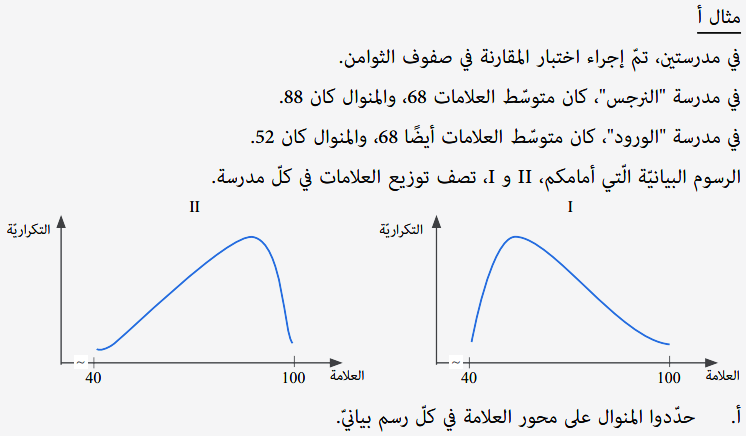 مثال أ
في مدرستين، تمّ إجراء اختبار المقارنة في صفوف الثوامن.
في مدرسة "النرجس"، كان متوسّط العلامات 68، والمنوال كان 88.
في مدرسة "الورود"، كان متوسّط العلامات أيضًا 68، والمنوال كان 52.
الرسوم البيانيّة الّتي أمامكم، II و I، تصف توزيع العلامات في كلّ مدرسة.
I
التكراريّة
~
40
100
العلامة
II
التكراريّة
~
40
100
العلامة
أ. حدّدوا المنوال على محور العلامة في كلّ رسم بيانيّ.